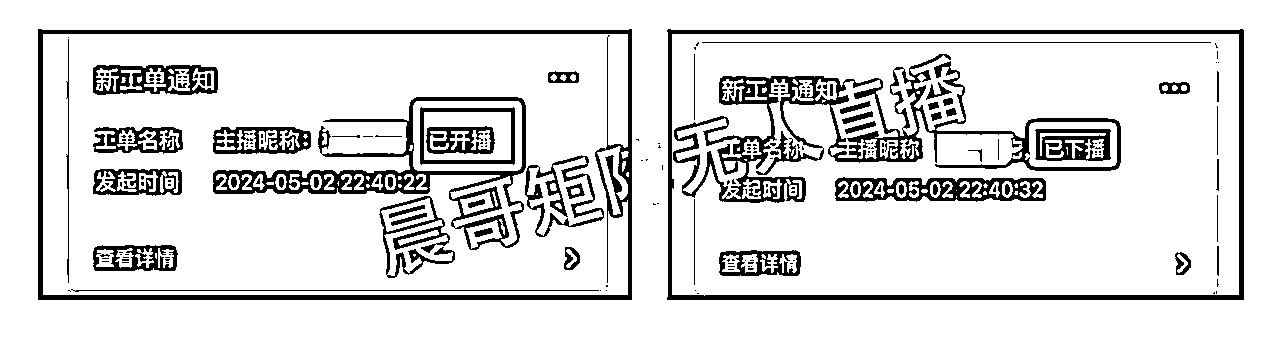 新工单通知
工单名称 主播昵称: 已开播
发起时间 2024-05-02 22:40:22
查看详情
新工单通知
工单名称 主播昵称 已下播
发起时间 2024-05-02 22:40:32
查看详情
晨哥矩阵无人直播